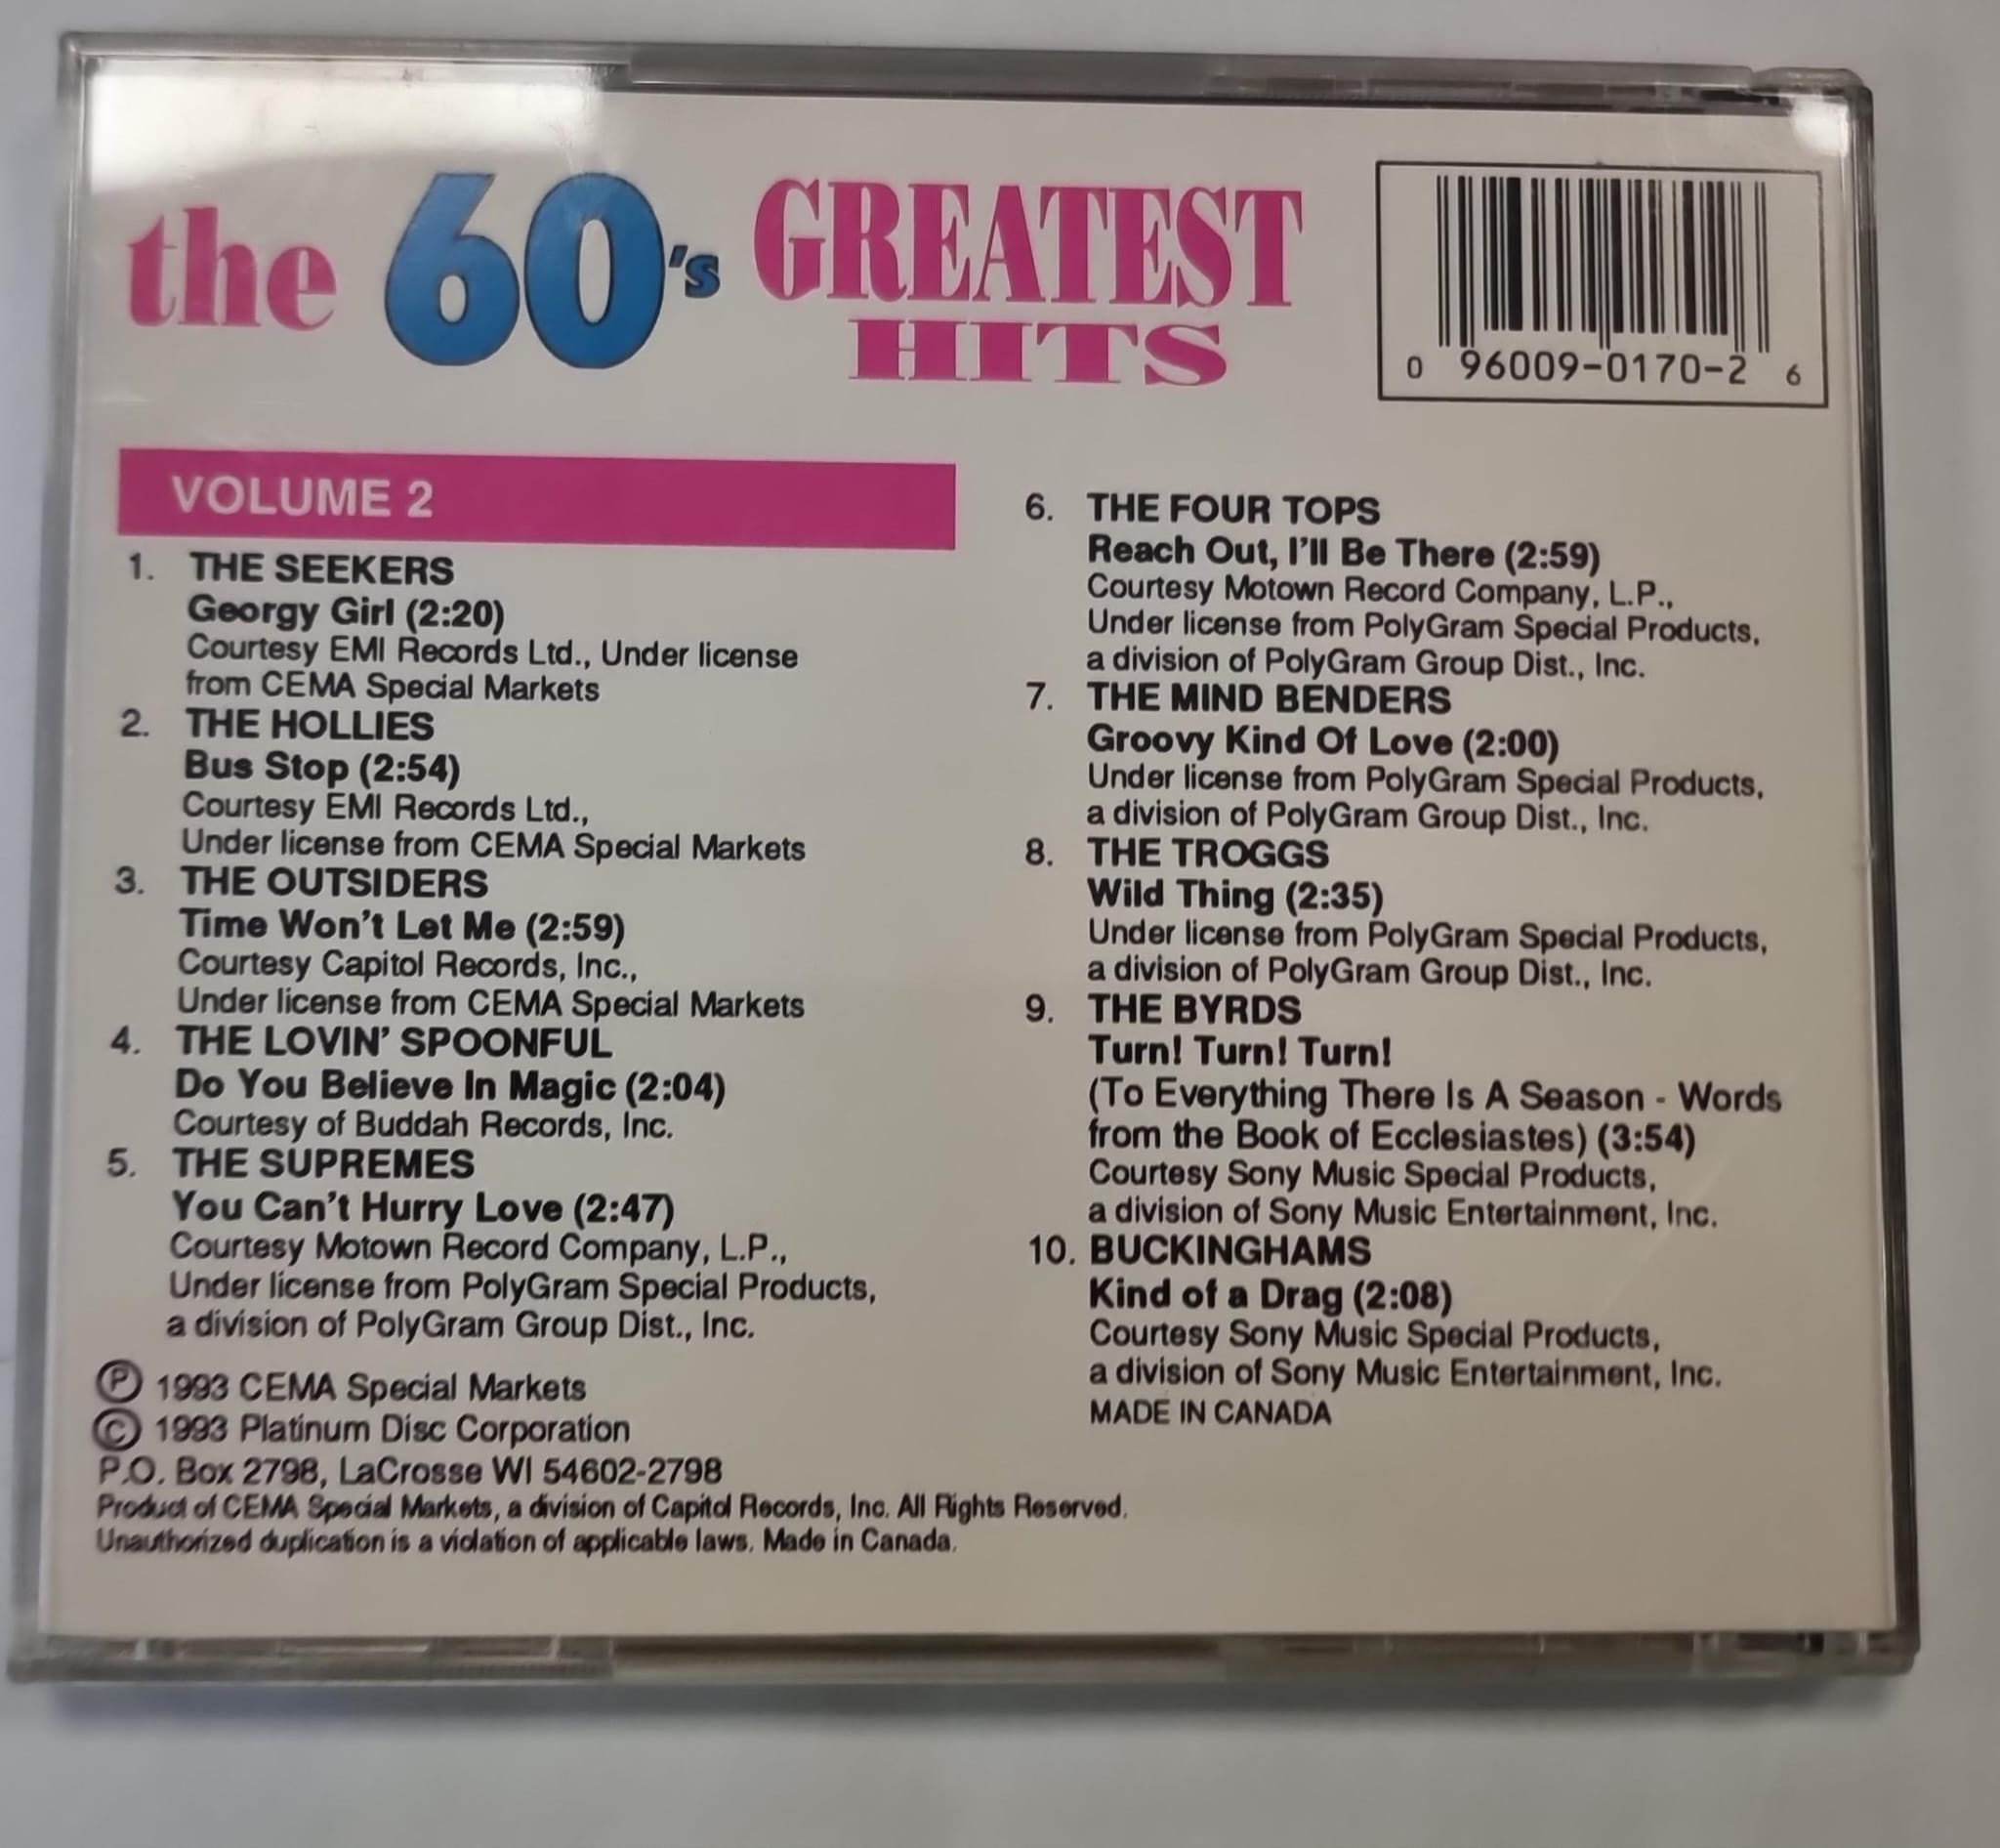 the 60's GREATEST
HITS
0 96009-0170-2 6
VOLUME 2
1. THE SEEKERS
Georgy Girl (2:20)
Courtesy EMI Records Ltd., Under license
from CEMA Special Markets
2. THE HOLLIES
Bus Stop (2:54)
Courtesy EMI Records Ltd.,
Under license from CEMA Special Markets
3. THE OUTSIDERS
Time Won't Let Me (2:59)
Courtesy Capitol Records, Inc.,
Under license from CEMA Special Markets
4. THE LOVIN' SPOONFUL
Do You Believe In Magic (2:04)
Courtesy of Buddah Records, Inc.
5. THE SUPREMES
You Can't Hurry Love (2:47)
Courtesy Motown Record Company, L.P.,
Under license from PolyGram Special Products,
a division of PolyGram Group Dist., Inc.
6. THE FOUR TOPS
Reach Out, I'll Be There (2:59)
Courtesy Motown Record Company, L.P.,
Under license from PolyGram Special Products,
a division of PolyGram Group Dist., Inc.
7. THE MIND BENDERS
Groovy Kind Of Love (2:00)
Under license from PolyGram Special Products,
a division of PolyGram Group Dist., Inc.
8. THE TROGGS
Wild Thing (2:35)
Under license from PolyGram Special Products,
a division of PolyGram Group Dist., Inc.
9. THE BYRDS
Turn! Turn! Turn!
(To Everything There Is A Season - Words
from the Book of Ecclesiastes) (3:54)
Courtesy Sony Music Special Products,
a division of Sony Music Entertainment, Inc.
10. BUCKINGHAMS
Kind of a Drag (2:08)
Courtesy Sony Music Special Products,
a division of Sony Music Entertainment, Inc.
MADE IN CANADA
Ⓟ 1993 CEMA Special Markets
© 1993 Platinum Disc Corporation
P.O. Box 2798, LaCrosse WI 54602-2798
Product of CEMA Special Markets, a division of Capitol Records, Inc. All Rights Reserved.
Unauthorized duplication is a violation of applicable laws. Made in Canada.